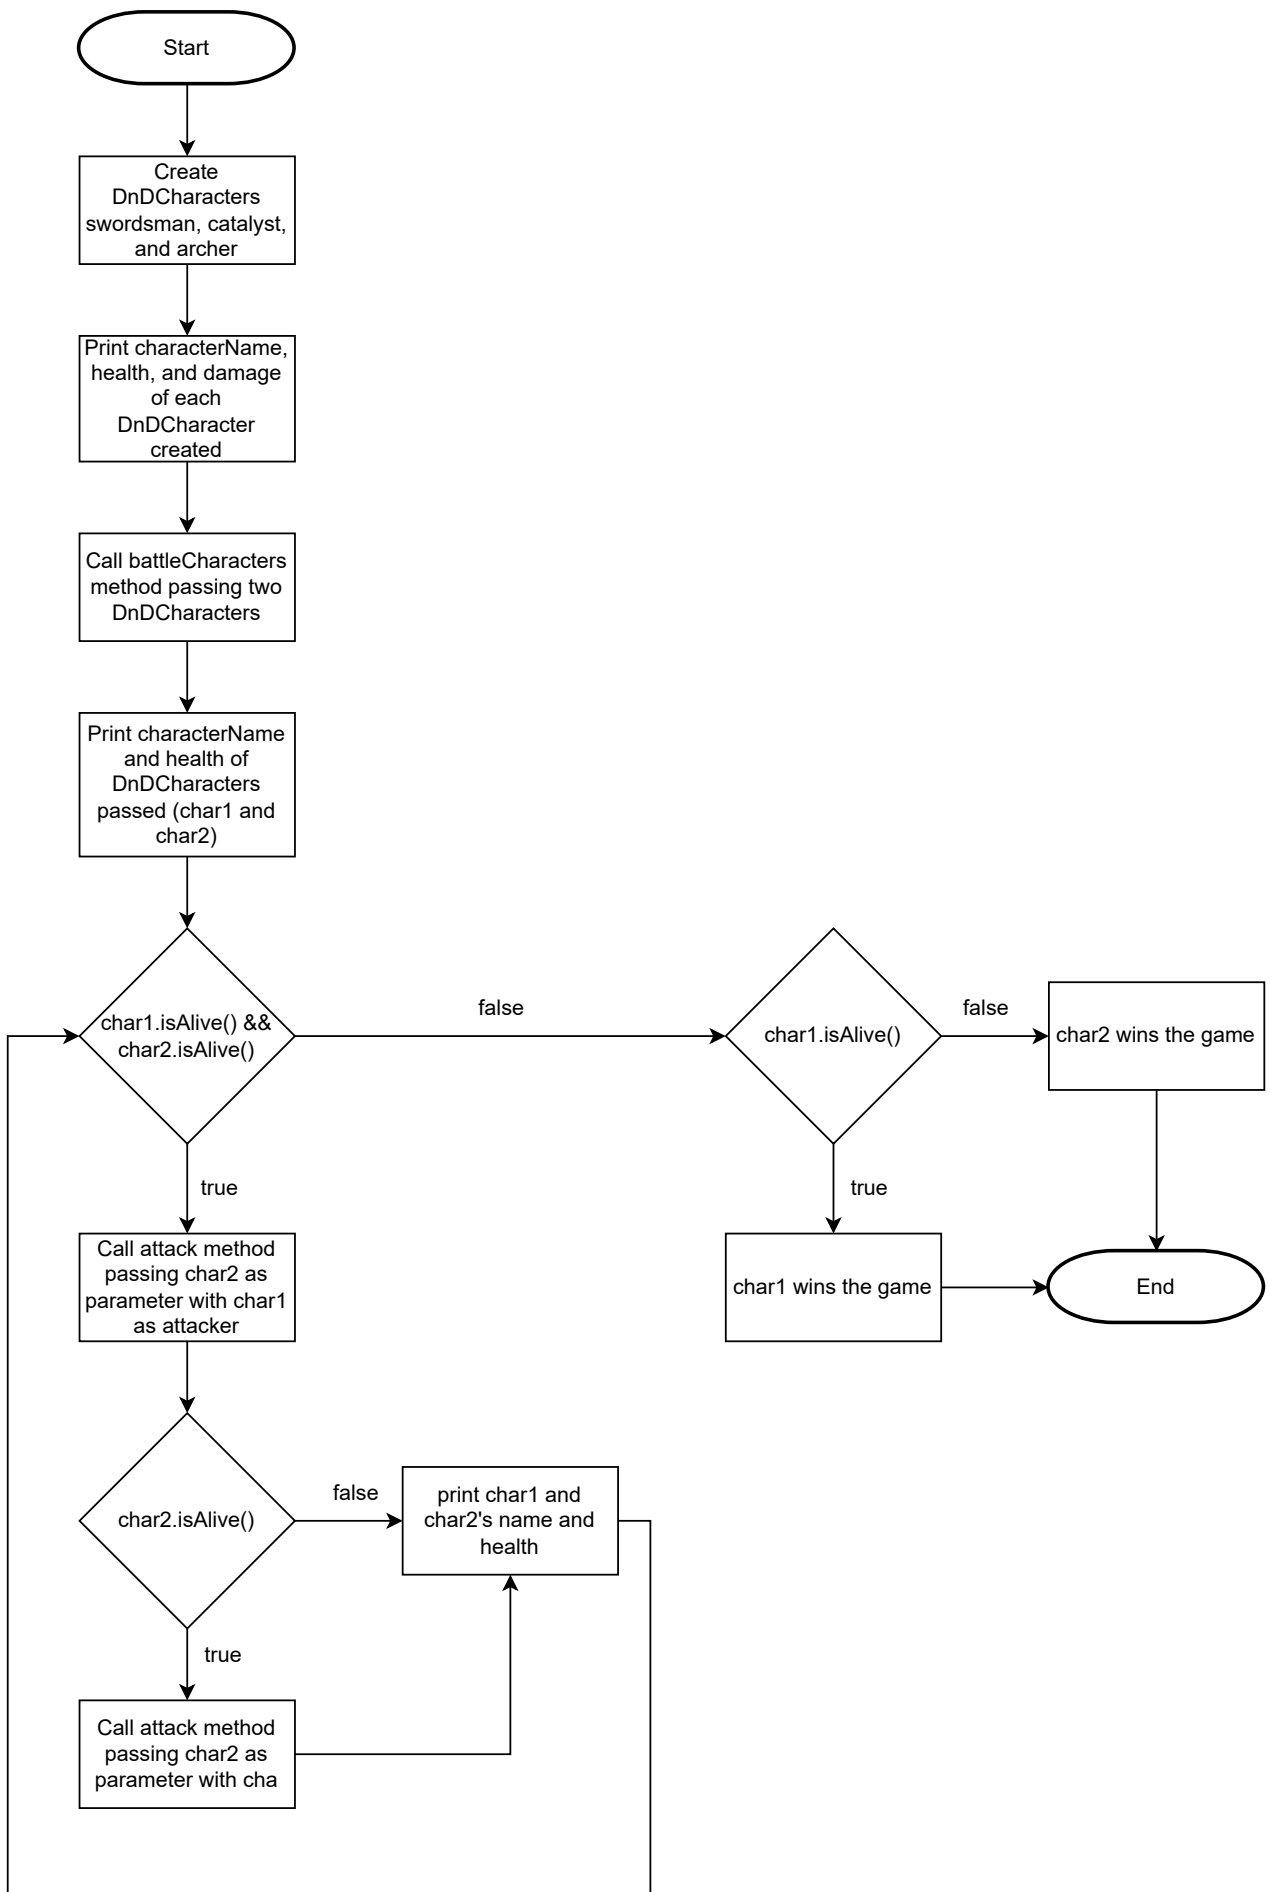 Start
Create
DnDCharacters
swordsman, catalyst,
and archer
Print characterName,
health, and damage
of each
DnDCharacter
created
Call battleCharacters
method passing two
DnDCharacters
Print characterName
and health of
DnDCharacters
passed (char1 and
char2)
char1.isAlive() &&
char2.isAlive()
false
char1.isAlive()
false
char2 wins the game
true
true
Call attack method
passing char2 as
parameter with char1
as attacker
char1 wins the game
End
char2.isAlive()
false
print char1 and
char2's name and
health
true
Call attack method
passing char2 as
parameter with cha